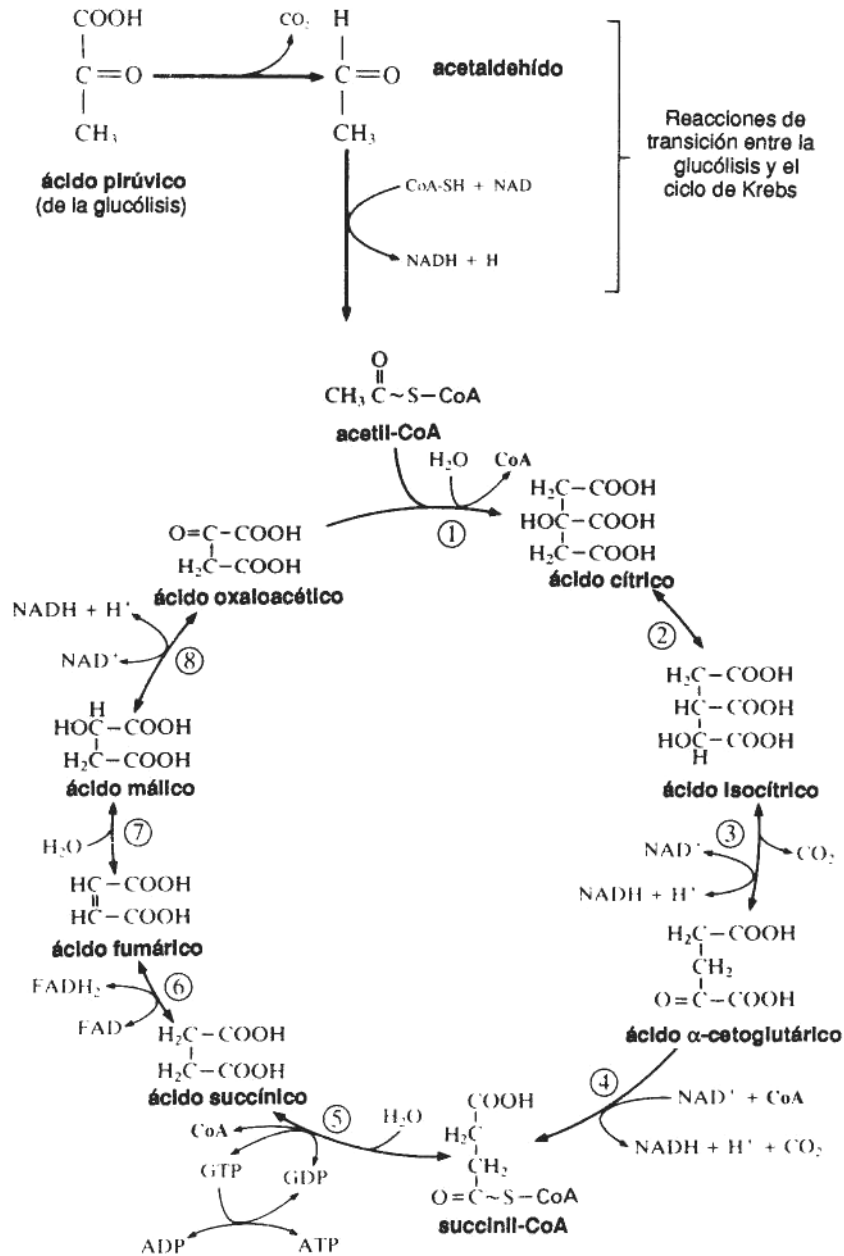 COOH
C=O
CH₃
ácido pirúvico
(de la glucólisis)
CO₂
H
C=O
CH₃
acetaldehído
Reacciones de
transición entre la
glucólisis y el
ciclo de Krebs
CoA-SH + NAD
NADH + H
O
CH₃ C~S−CoA
acetil-CoA
H₂O
CoA
1
O=C−COOH
H₂C−COOH
ácido oxaloacético
H₂C−COOH
HOC−COOH
H₂C−COOH
ácido cítrico
2
H₂C−COOH
HC−COOH
HOC−COOH
H
ácido isocítrico
3
NAD⁺
CO₂
NADH + H⁺
H₂C−COOH
CH₂
O=C−COOH
ácido α-cetoglutárico
4
NAD⁺ + CoA
NADH + H⁺ + CO₂
COOH
H₂C
CH₂
O=C~S−CoA
succinil-CoA
5
H₂O
CoA
GTP
GDP
ADP
ATP
H₂C−COOH
H₂C−COOH
ácido succínico
6
FADH₂
FAD
HC−COOH
HC−COOH
ácido fumárico
7
H₂O
H
HOC−COOH
H₂C−COOH
ácido málico
8
NADH + H⁺
NAD⁺